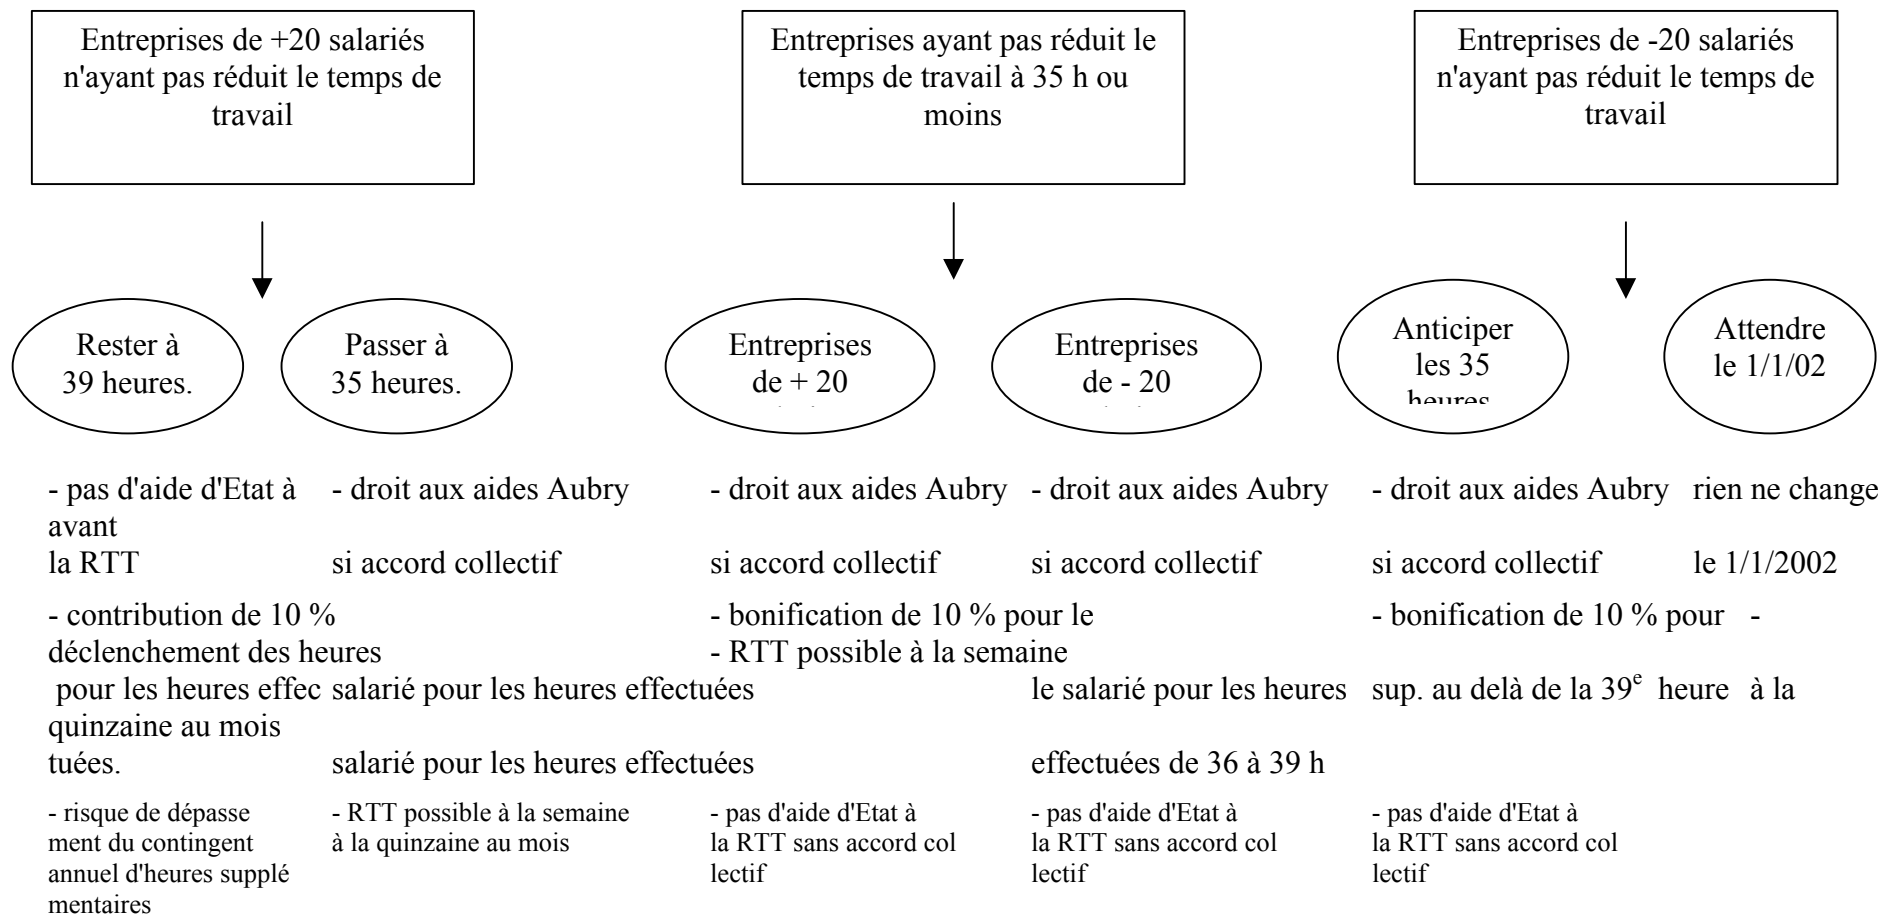 Entreprises de +20 salariés
n'ayant pas réduit le temps de
travail
Entreprises ayant pas réduit le
temps de travail à 35 h ou
moins
Entreprises de -20 salariés
n'ayant pas réduit le temps de
travail
Rester à
39 heures.
Passer à
35 heures.
Entreprises
de + 20
Entreprises
de - 20
Anticiper
les 35
heures
Attendre
le 1/1/02
- pas d'aide d'Etat à - droit aux aides Aubry - droit aux aides Aubry - droit aux aides Aubry - droit aux aides Aubry rien ne change
avant
la RTT si accord collectif si accord collectif si accord collectif si accord collectif le 1/1/2002
- contribution de 10 % - bonification de 10 % pour le - bonification de 10 % pour -
déclenchement des heures - RTT possible à la semaine
pour les heures effec salarié pour les heures effectuées le salarié pour les heures sup. au delà de la 39e heure à la
quinzaine au mois
tuées. salarié pour les heures effectuées effectuées de 36 à 39 h
- risque de dépasse - RTT possible à la semaine - pas d'aide d'Etat à - pas d'aide d'Etat à - pas d'aide d'Etat à
ment du contingent à la quinzaine au mois la RTT sans accord col la RTT sans accord col la RTT sans accord col
annuel d'heures supplé lectif lectif lectif
mentaires